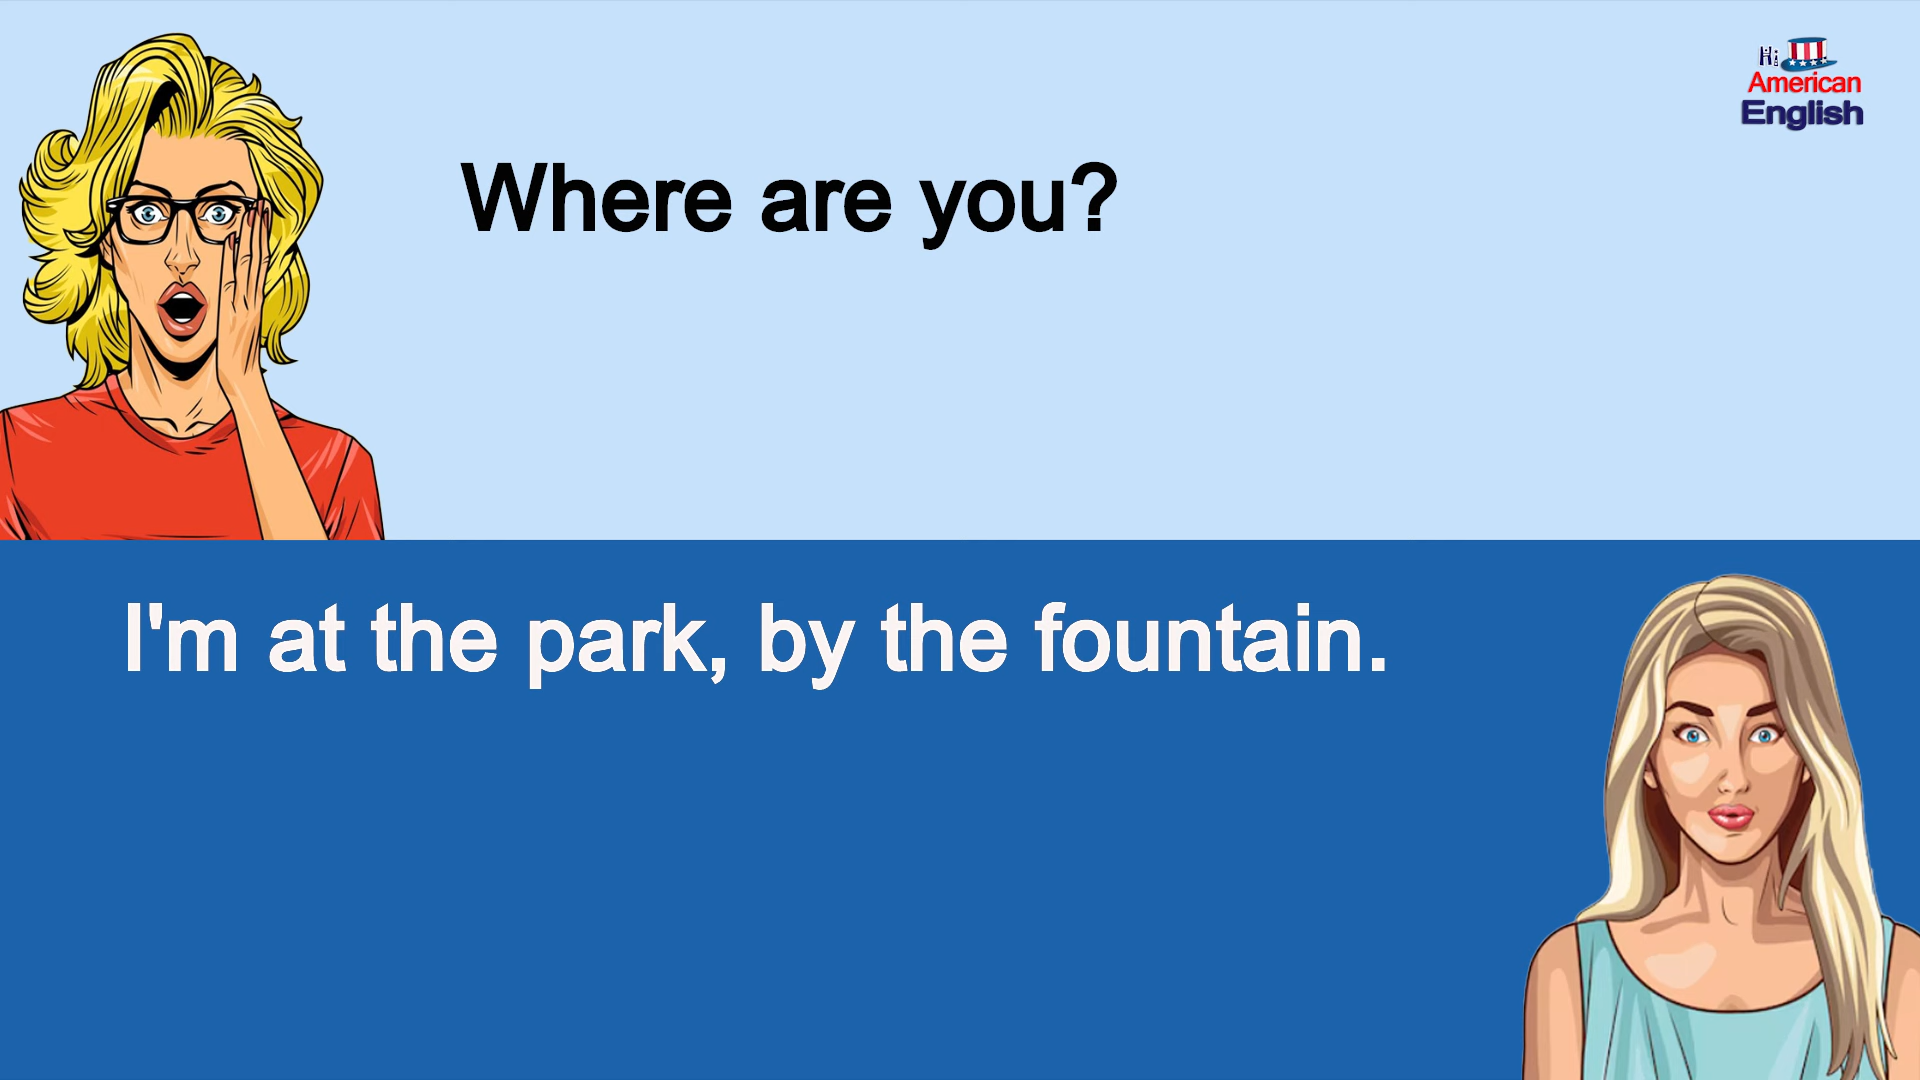 Hi
American
English
Where are you?
I'm at the park, by the fountain.